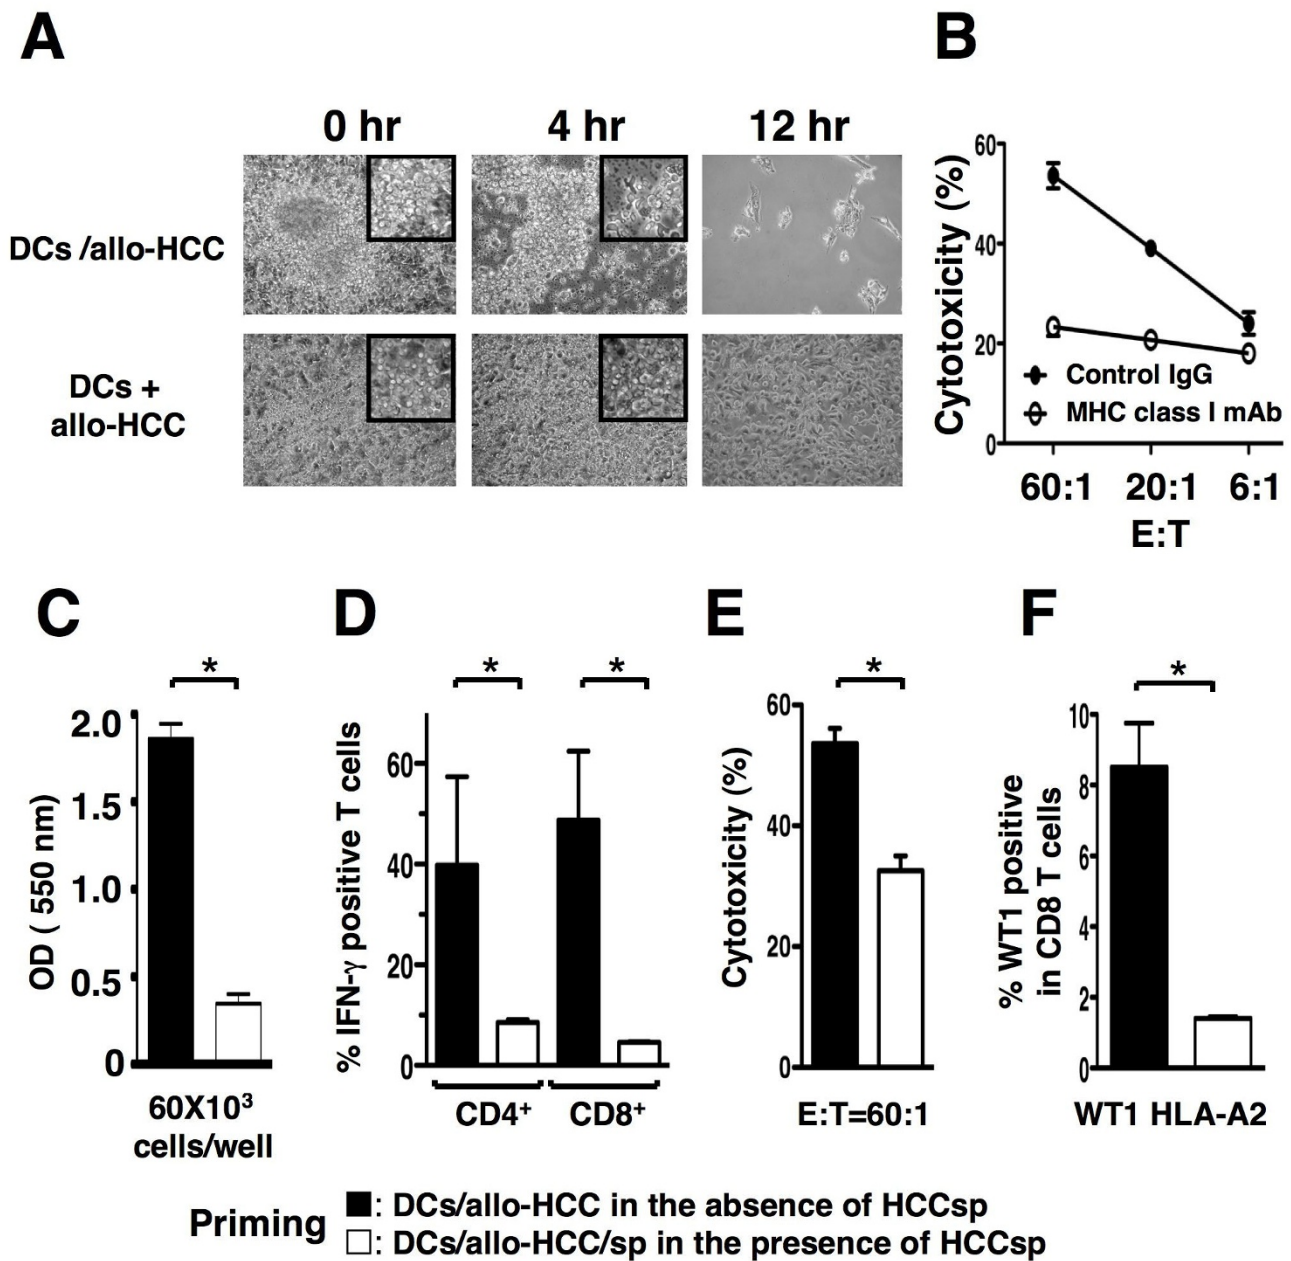 A
B
0 hr
4 hr
12 hr
DCs /allo-HCC
DCs +
allo-HCC
Cytotoxicity (%)
60
40
20
0
Control IgG
MHC class I mAb
60:1
20:1
6:1
E:T
C
D
E
F
*
*
*
*
*
OD ( 550 nm)
2.0
1.5
1.0
0.5
0
60X10³
cells/well
% IFN-γ positive T cells
60
40
20
0
CD4⁺
CD8⁺
Cytotoxicity (%)
60
40
20
0
E:T=60:1
% WT1 positive
in CD8 T cells
10
8
6
4
2
0
WT1 HLA-A2
Priming
: DCs/allo-HCC in the absence of HCCsp
: DCs/allo-HCC/sp in the presence of HCCsp